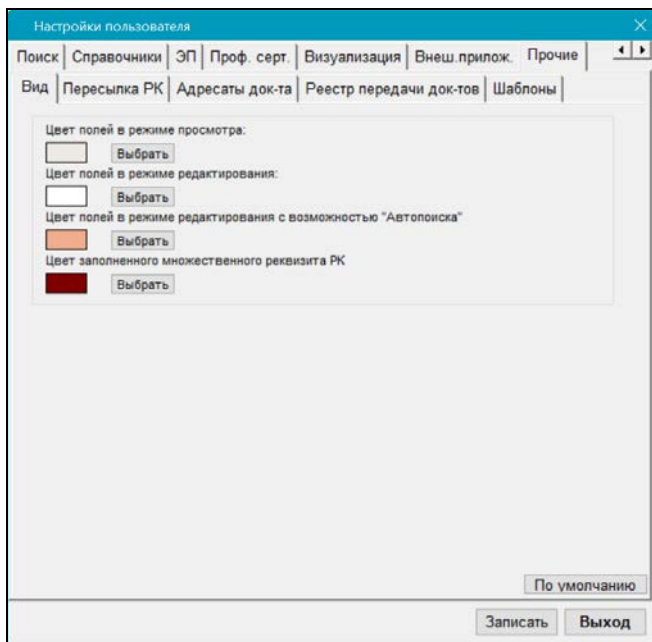 Настройки пользователя
Поиск Справочники ЭП Проф. серт. Визуализация Внеш.прилож. Прочие
Вид Пересылка РК Адресаты док-та Реестр передачи док-тов Шаблоны
Цвет полей в режиме просмотра:
Выбрать
Цвет полей в режиме редактирования:
Выбрать
Цвет полей в режиме редактирования с возможностью "Автопоиска"
Выбрать
Цвет заполненного множественного реквизита РК
Выбрать
По умолчанию
Записать Выход